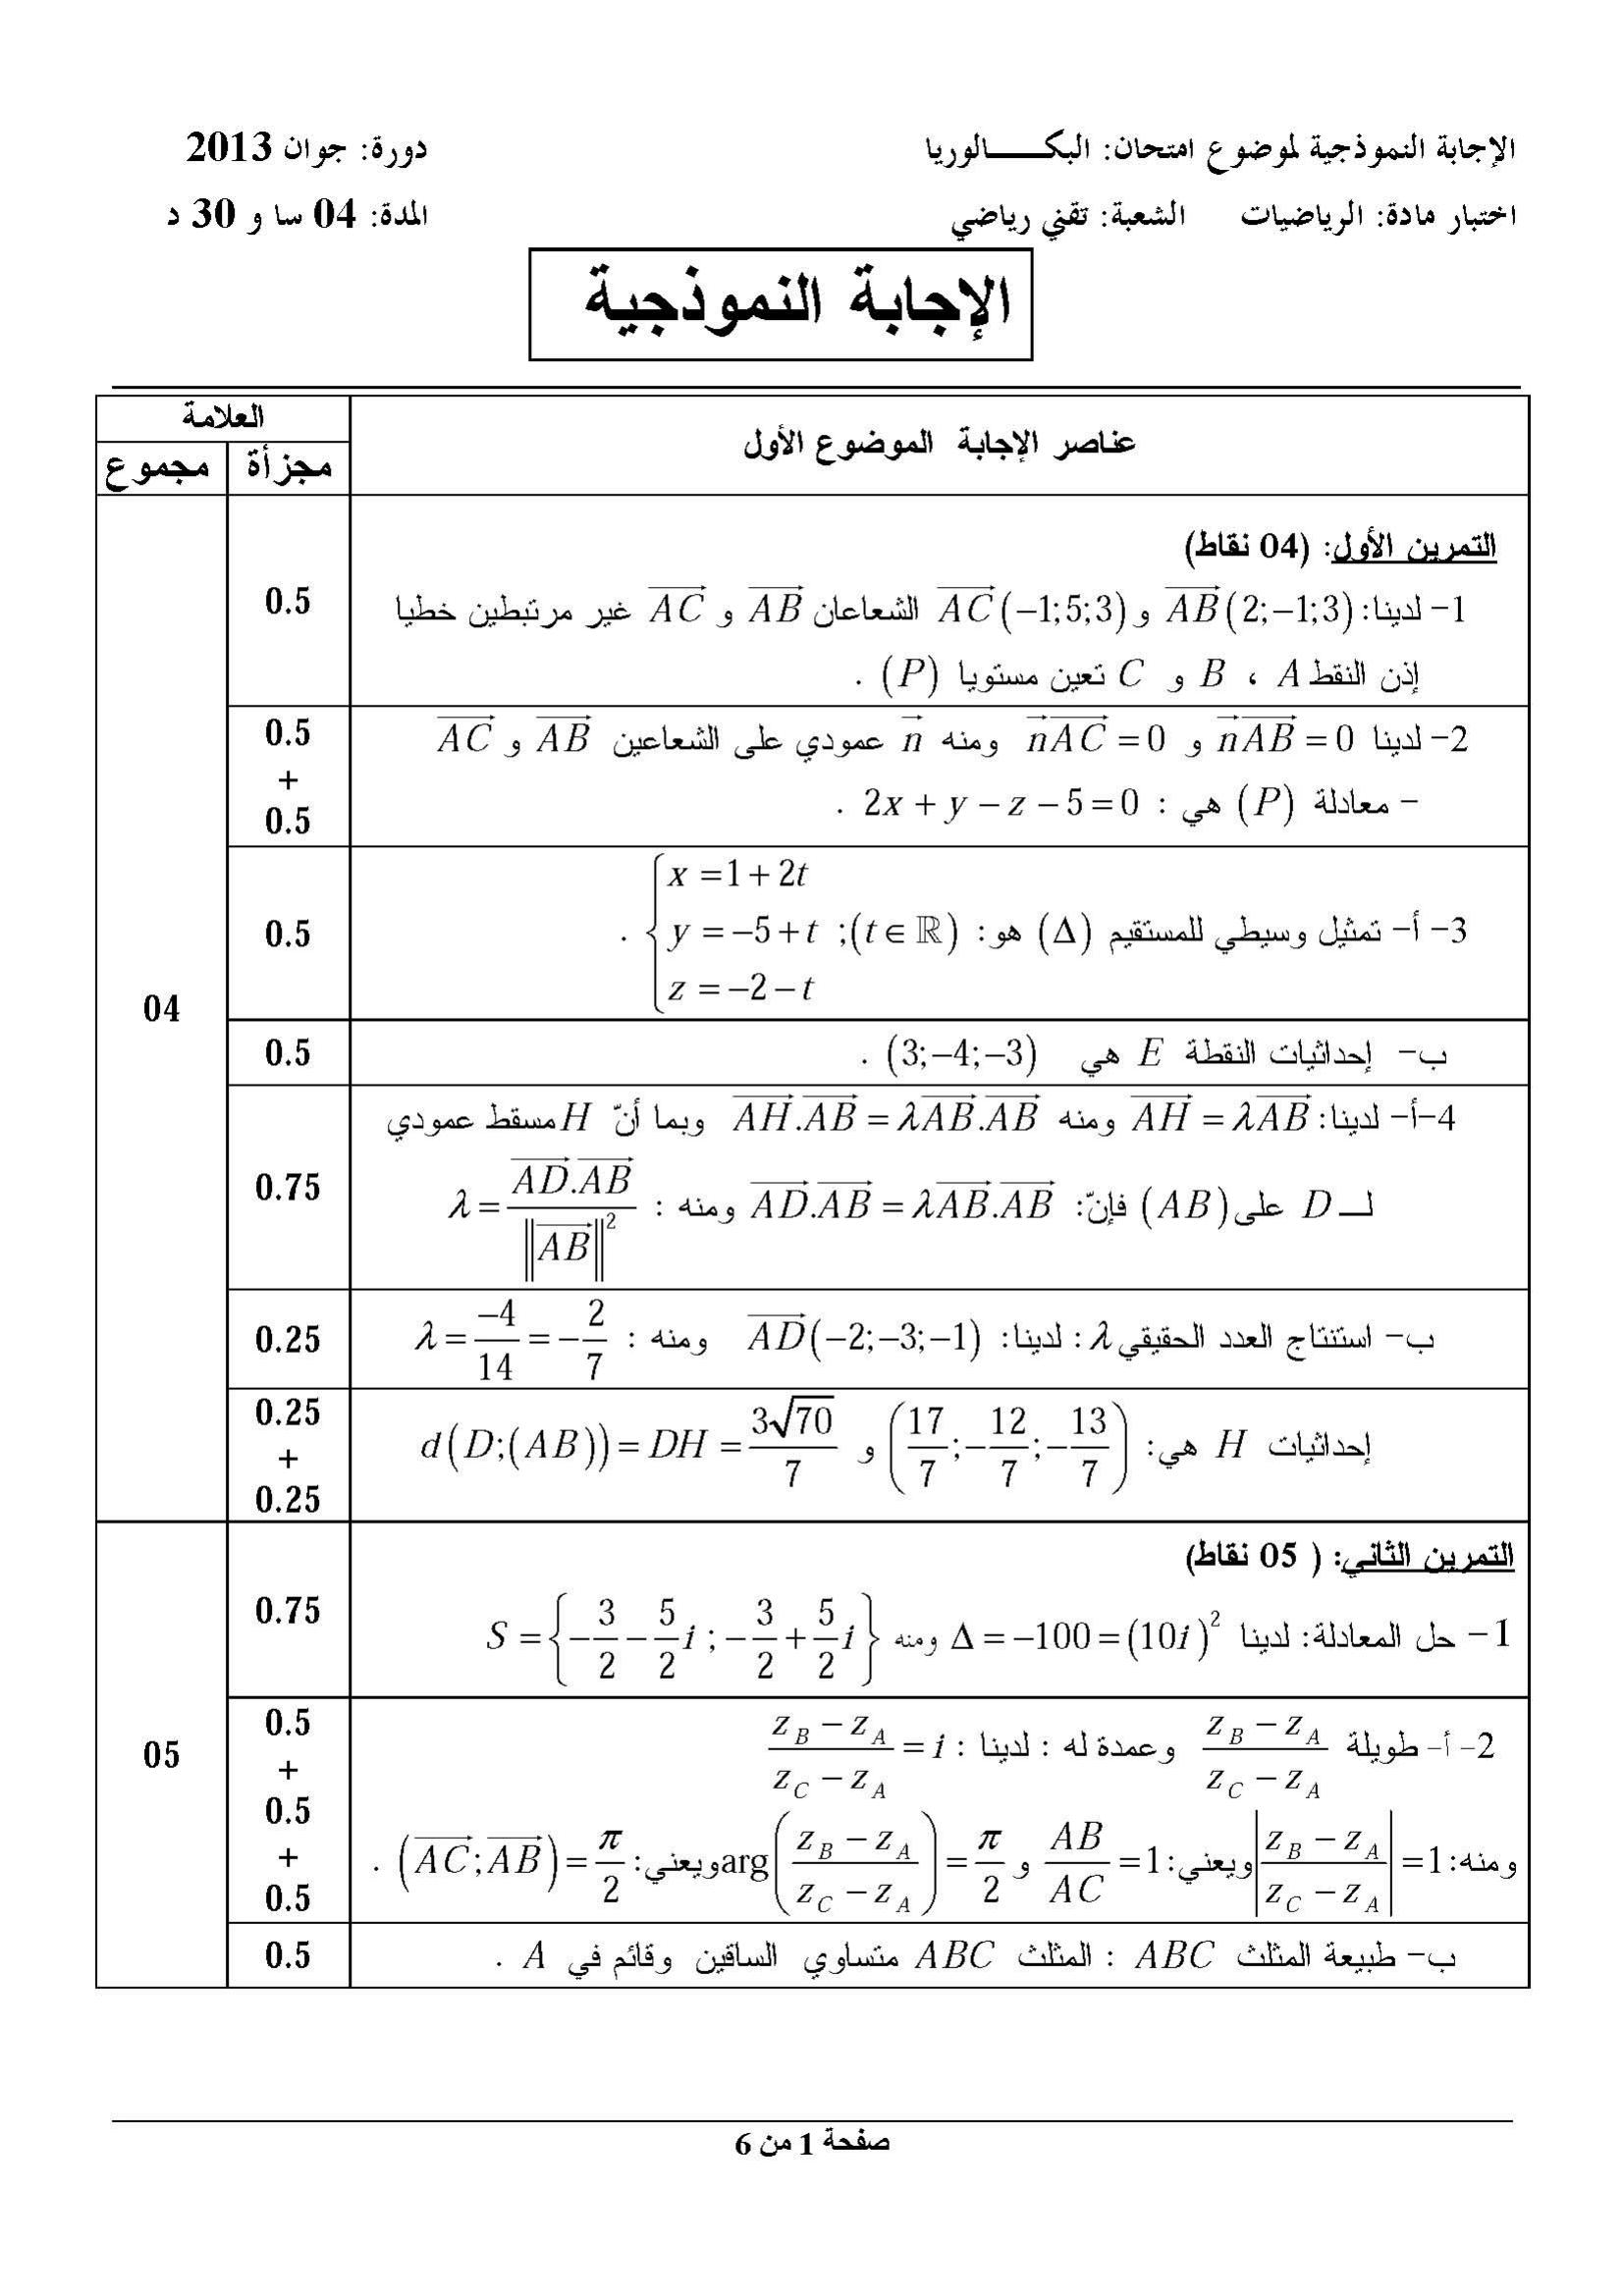 الإجابة النموذجية لموضوع امتحان: البكـــــالوريا دورة: جوان 2013
اختبار مادة: الرياضيات الشعبة: تقني رياضي المدة: 04 سا و 30 د
الإجابة النموذجية
عناصر الإجابة الموضوع الأول العلامة
مجزأة مجموع
التمرين الأول: (04 نقاط)
1- لدينا: $\overrightarrow{AB}(2;-1;3)$ و $\overrightarrow{AC}(-1;5;3)$ الشعاعان $\overrightarrow{AB}$ و $\overrightarrow{AC}$ غير مرتبطين خطيا 0.5
إذن النقط A ، B و C تعين مستويا (P) .
2- لدينا $\vec{n}\overrightarrow{AB}=0$ و $\vec{n}\overrightarrow{AC}=0$ ومنه $\vec{n}$ عمودي على الشعاعين $\overrightarrow{AB}$ و $\overrightarrow{AC}$ 0.5
+
- معادلة (P) هي : $2x+y-z-5=0$ . 0.5
3- أ- تمثيل وسيطي للمستقيم (Δ) هو: $\begin{cases} x=1+2t \\ y=-5+t \\ z=-2-t \end{cases};(t\in\mathbb{R})$ . 0.5
04
ب- إحداثيات النقطة E هي (3;−4;−3) . 0.5
4-أ- لدينا: $\overrightarrow{AH}=\lambda\overrightarrow{AB}$ ومنه $\overrightarrow{AH}.\overrightarrow{AB}=\lambda\overrightarrow{AB}.\overrightarrow{AB}$ وبما أنّ H مسقط عمودي
لــ D على (AB) فإنّ: $\overrightarrow{AD}.\overrightarrow{AB}=\lambda\overrightarrow{AB}.\overrightarrow{AB}$ ومنه : $\lambda=\frac{\overrightarrow{AD}.\overrightarrow{AB}}{\left\|\overrightarrow{AB}\right\|^2}$ 0.75
ب- استنتاج العدد الحقيقي λ : لدينا: $\overrightarrow{AD}(-2;-3;-1)$ ومنه : $\lambda=\frac{-4}{14}=-\frac{2}{7}$ 0.25
إحداثيات H هي: $\left(\frac{17}{7};-\frac{12}{7};-\frac{13}{7}\right)$ و $d(D;(AB))=DH=\frac{3\sqrt{70}}{7}$ 0.25
+
0.25
التمرين الثاني: ( 05 نقاط)
1- حل المعادلة: لدينا $\Delta=-100=(10i)^2$ ومنه $S=\left\{-\frac{3}{2}-\frac{5}{2}i\,;-\frac{3}{2}+\frac{5}{2}i\right\}$ 0.75
2- أ- طويلة $\frac{z_B-z_A}{z_C-z_A}$ وعمدة له : لدينا : $\frac{z_B-z_A}{z_C-z_A}=i$ 0.5
+
0.5
05
ومنه: $\left|\frac{z_B-z_A}{z_C-z_A}\right|=1$ ويعني: $\frac{AB}{AC}=1$ و $\arg\left(\frac{z_B-z_A}{z_C-z_A}\right)=\frac{\pi}{2}$ ويعني: $(\overrightarrow{AC};\overrightarrow{AB})=\frac{\pi}{2}$ . +
0.5
ب- طبيعة المثلث ABC : المثلث ABC متساوي الساقين وقائم في A . 0.5
صفحة 1 من 6